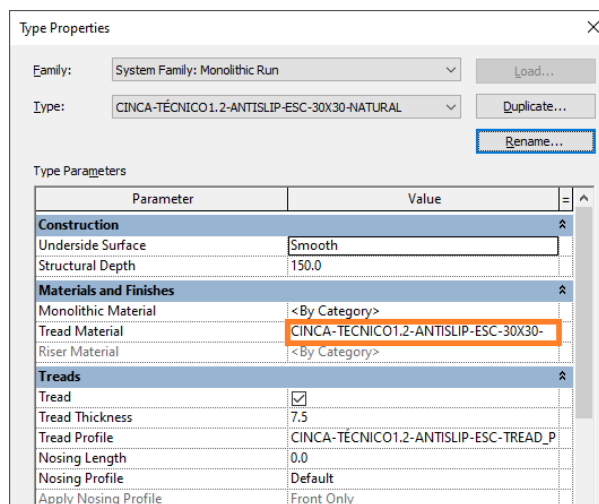 Type Properties
Family: System Family: Monolithic Run Load...
Type: CINCA-TÉCNICO1.2-ANTISLIP-ESC-30X30-NATURAL Duplicate...
Rename...
Type Parameters
Parameter Value =
Construction
Underside Surface Smooth
Structural Depth 150.0
Materials and Finishes
Monolithic Material <By Category>
Tread Material CINCA-TÉCNICO1.2-ANTISLIP-ESC-30X30-
Riser Material <By Category>
Treads
Tread
Tread Thickness 7.5
Tread Profile CINCA-TÉCNICO1.2-ANTISLIP-ESC-TREAD_P
Nosing Length 0.0
Nosing Profile Default
Apply Nosing Profile Front Only